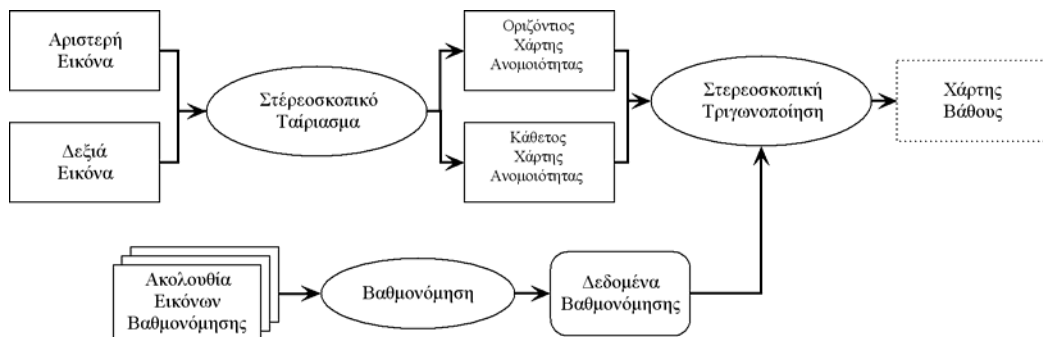 Αριστερή
Εικόνα
Δεξιά
Εικόνα
Στέρεοσκοπικό
Ταίριασμα
Οριζόντιος
Χάρτης
Ανομοιότητας
Κάθετος
Χάρτης
Ανομοιότητας
Στερεοσκοπική
Τριγωνοποίηση
Χάρτης
Βάθους
Ακολουθία
Εικόνων
Βαθμονόμησης
Βαθμονόμηση
Δεδομένα
Βαθμονόμησης